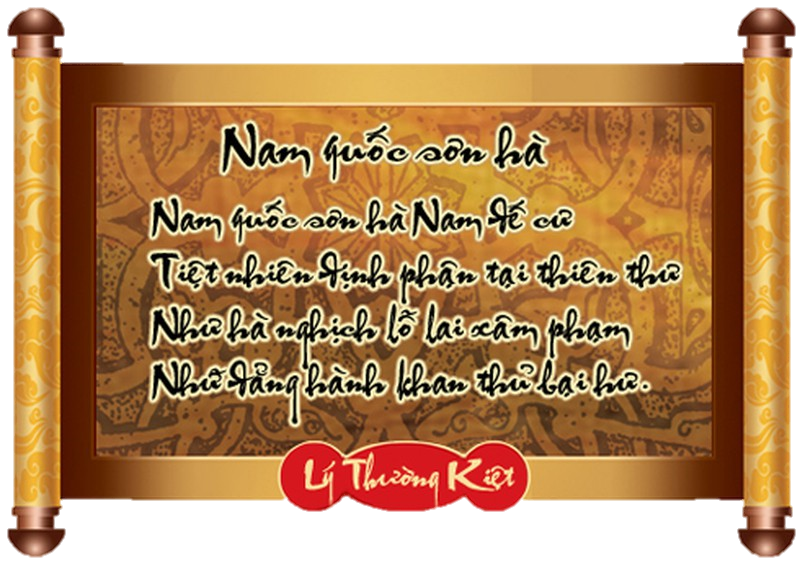 Nam quốc sơn hà
Nam quốc sơn hà Nam đế cư
Tiệt nhiên định phận tại thiên thư
Như hà nghịch lỗ lai xâm phạm
Nhữ đẳng hành khan thủ bại hư.
Lý Thường Kiệt